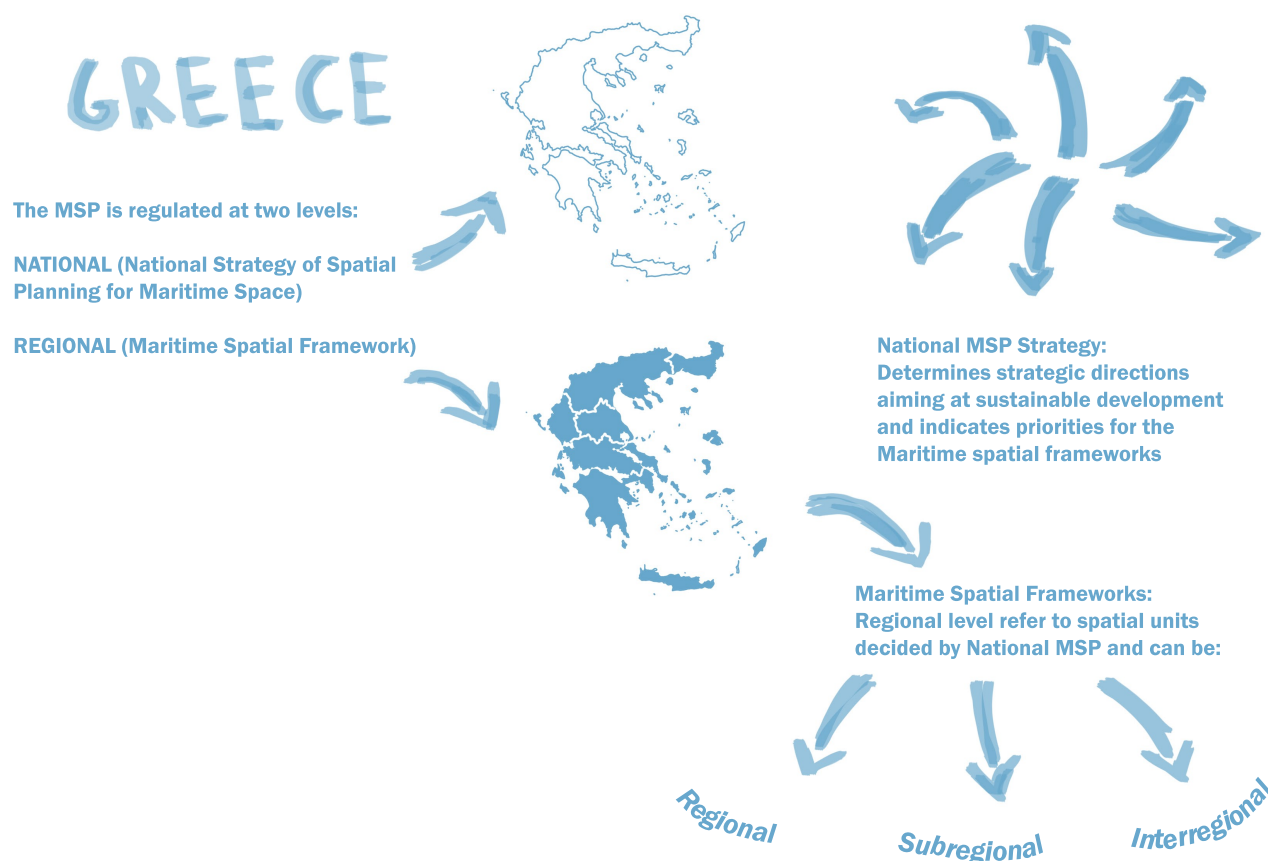 GREECE
The MSP is regulated at two levels:
NATIONAL (National Strategy of Spatial
Planning for Maritime Space)
REGIONAL (Maritime Spatial Framework)
National MSP Strategy:
Determines strategic directions
aiming at sustainable development
and indicates priorities for the
Maritime spatial frameworks
Maritime Spatial Frameworks:
Regional level refer to spatial units
decided by National MSP and can be:
Regional
Subregional
Interregional